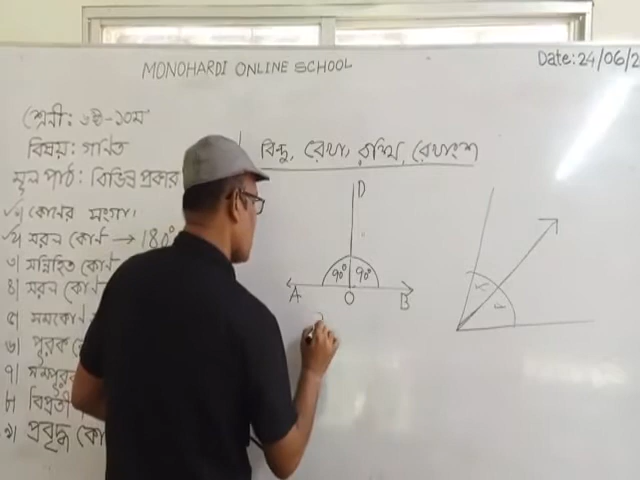 MONOHARDI ONLINE SCHOOL
Date: 24/06/2
শ্রেনী: ৬ষ্ঠ-১০ম
বিষয়: গনিত
মূল পাঠ: বিভিন্ন প্রকার
বিন্দু, রেখা, রশ্মি, রেখাংশ
১) কোনের সংগা।
২) সরল কোন → 180°
৩) সন্নিহিত কোন
৪) সরল কোন
৫) সমকোন
৬) পূরক
৭) সম্পূরক
৮) বিপ্রতী
৯) প্রবৃদ্ধ কো
D
90° 90°
A O B